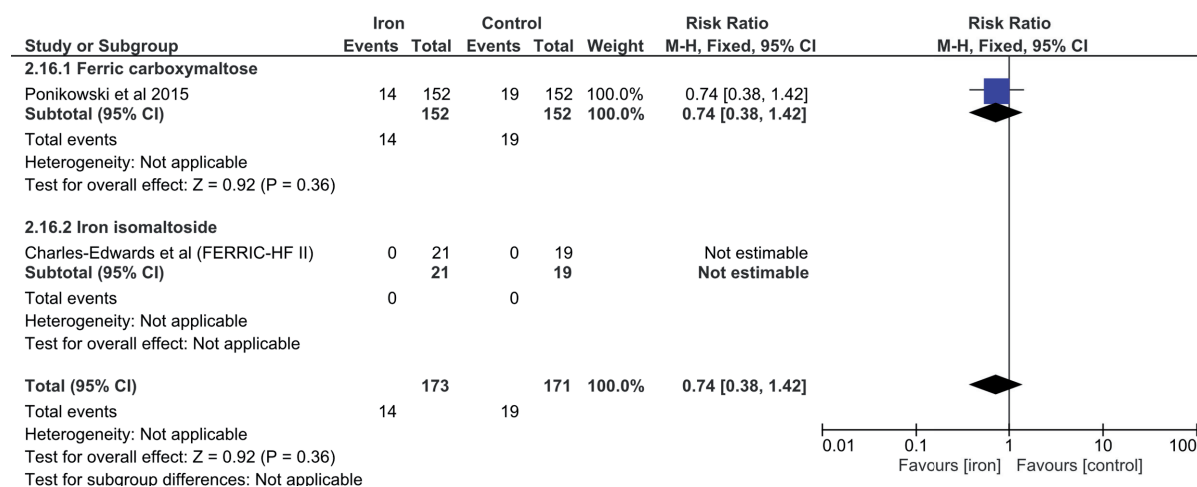 Iron Control Risk Ratio Risk Ratio
Study or Subgroup Events Total Events Total Weight M-H, Fixed, 95% CI M-H, Fixed, 95% CI
2.16.1 Ferric carboxymaltose
Ponikowski et al 2015 14 152 19 152 100.0% 0.74 [0.38, 1.42]
Subtotal (95% CI) 152 152 100.0% 0.74 [0.38, 1.42]
Total events 14 19
Heterogeneity: Not applicable
Test for overall effect: Z = 0.92 (P = 0.36)
2.16.2 Iron isomaltoside
Charles-Edwards et al (FERRIC-HF II) 0 21 0 19 Not estimable
Subtotal (95% CI) 21 19 Not estimable
Total events 0 0
Heterogeneity: Not applicable
Test for overall effect: Not applicable
Total (95% CI) 173 171 100.0% 0.74 [0.38, 1.42]
Total events 14 19
Heterogeneity: Not applicable
Test for overall effect: Z = 0.92 (P = 0.36)
Test for subgroup differences: Not applicable
0.01 0.1 1 10 100
Favours [iron] Favours [control]